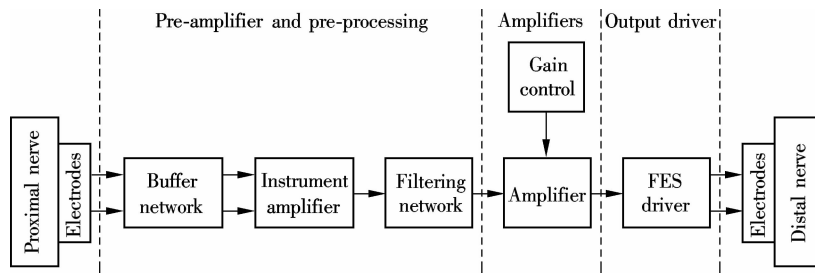 Pre-amplifier and pre-processing
Amplifiers
Output driver
Gain
control
Proximal nerve
Electrodes
Buffer
network
Instrument
amplifier
Filtering
network
Amplifier
FES
driver
Electrodes
Distal nerve